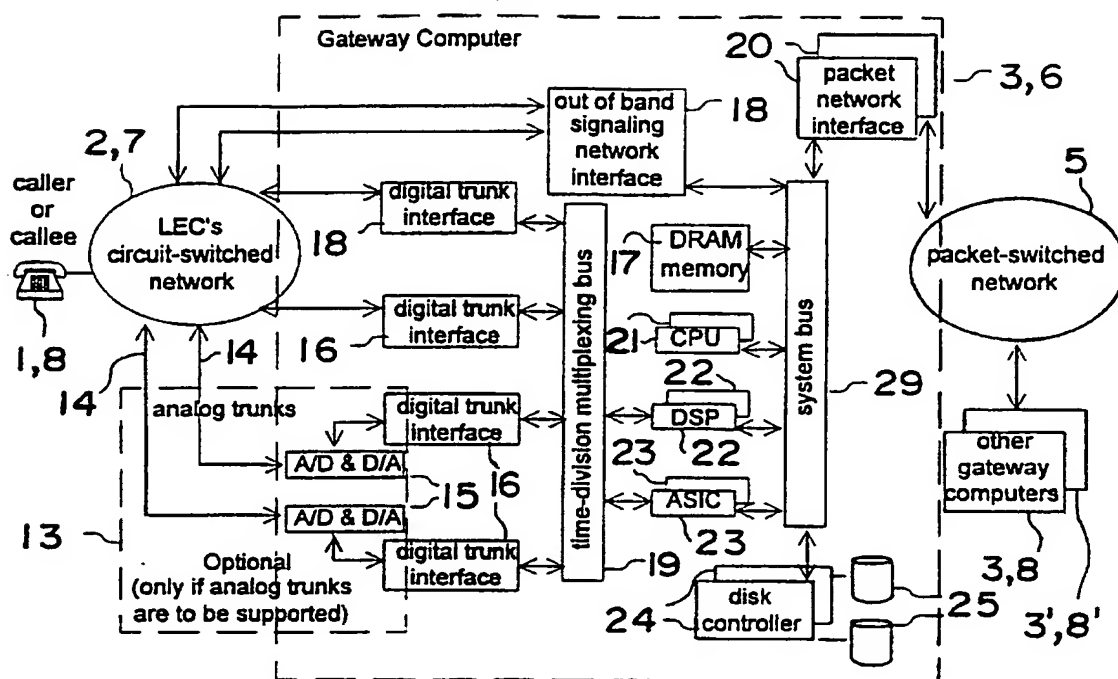 Gateway Computer
20
packet
network
interface
3,6
out of band
signaling
network
interface
18
2,7
caller
or
callee
LEC's
circuit-switched
network
1,8
digital trunk
interface
18
digital trunk
interface
16
17
DRAM
memory
21
CPU
22
DSP
22
23
ASIC
23
time-division multiplexing bus
19
system bus
29
5
packet-switched
network
14
14
analog trunks
digital trunk
interface
A/D & D/A
15
16
A/D & D/A
digital trunk
interface
13
Optional
(only if analog trunks
are to be supported)
24
disk
controller
25
other
gateway
computers
3,8
3',8'